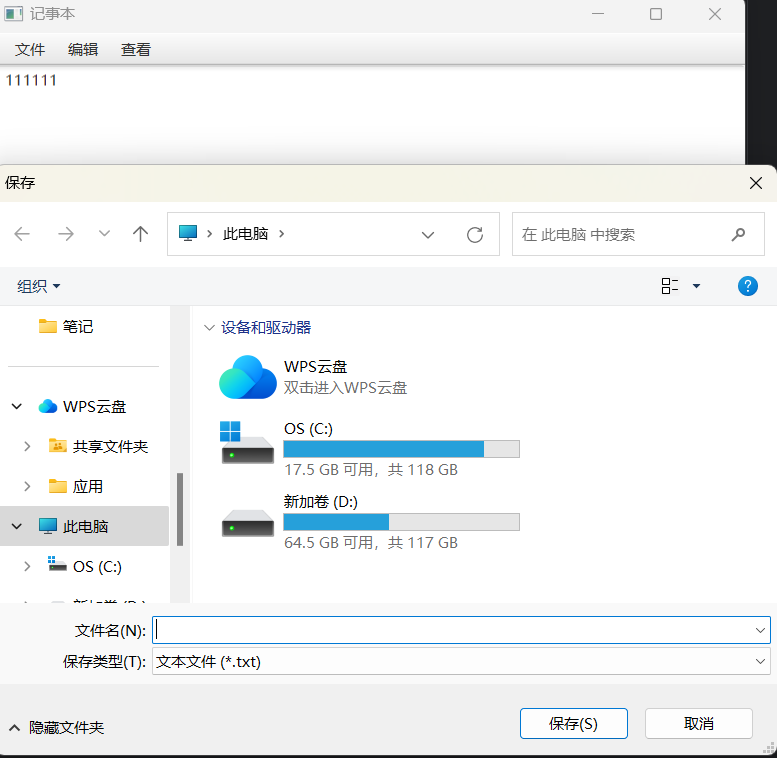 记事本
文件 编辑 查看
111111
保存
此电脑
在 此电脑 中搜索
组织
?
笔记
WPS云盘
共享文件夹
应用
此电脑
OS (C:)
设备和驱动器
WPS云盘
双击进入WPS云盘
OS (C:)
17.5 GB 可用，共 118 GB
新加卷 (D:)
64.5 GB 可用，共 117 GB
文件名(N):
保存类型(T): 文本文件 (*.txt)
隐藏文件夹
保存(S) 取消